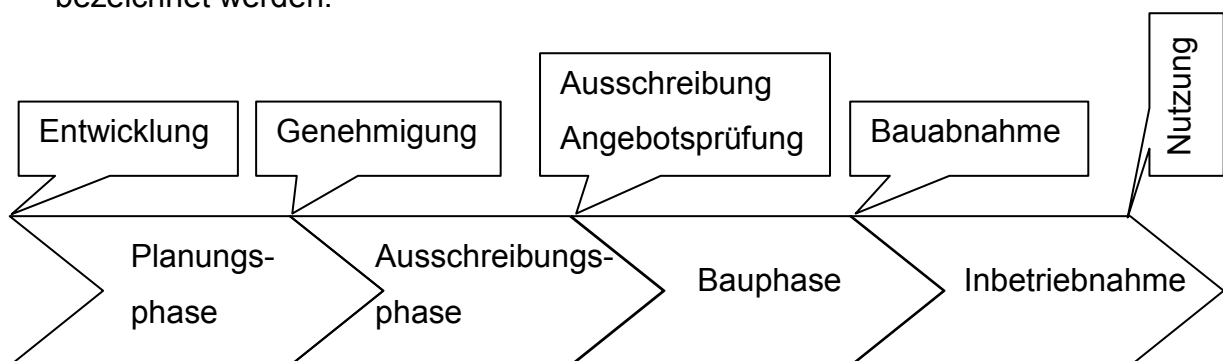 bezeichnet werden.
Entwicklung
Genehmigung
Ausschreibung
Angebotsprüfung
Bauabnahme
Nutzung
Planungs-
phase
Ausschreibungs-
phase
Bauphase
Inbetriebnahme